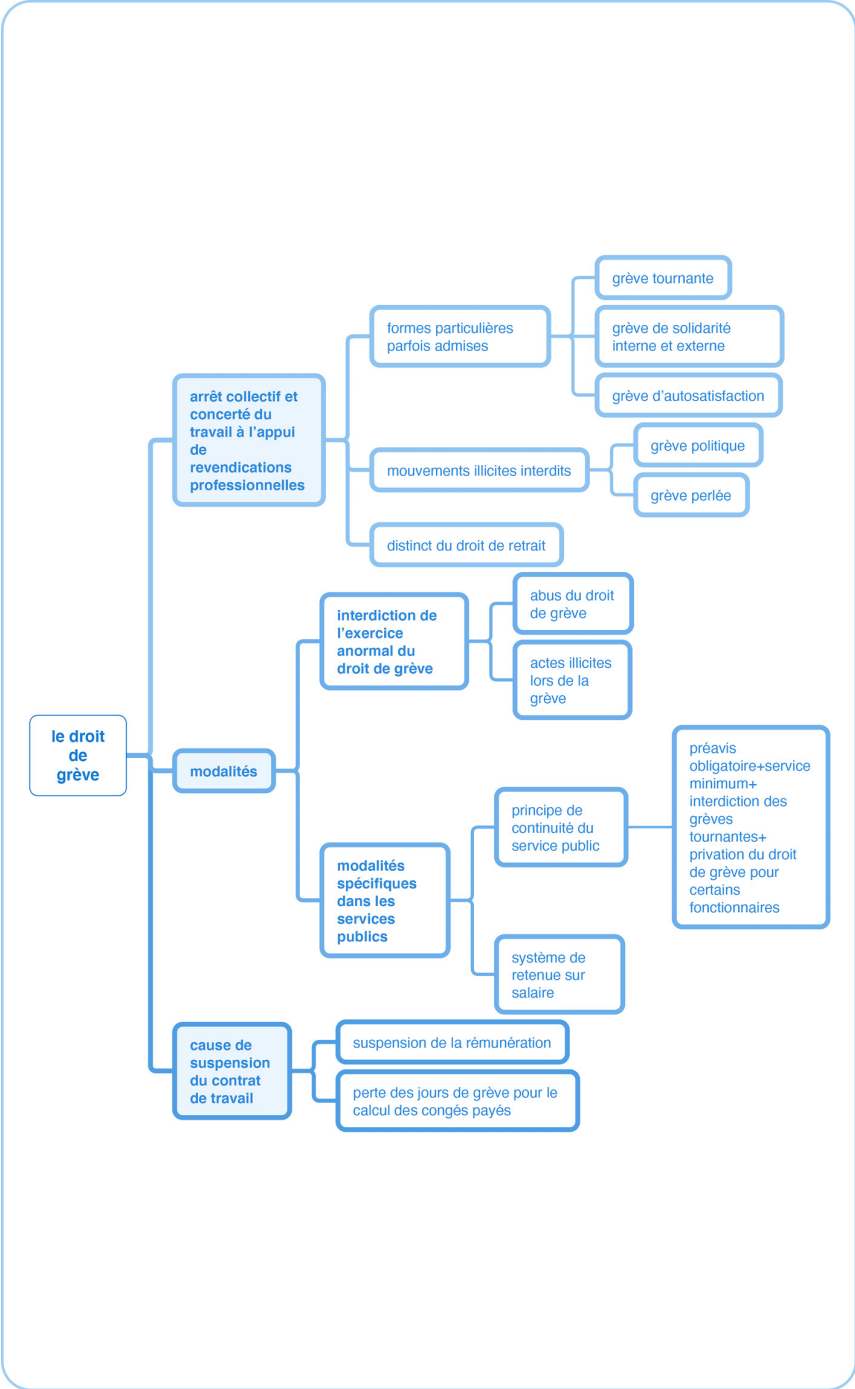 le droit
de
grève
arrêt collectif et
concerté du
travail à l’appui
de
revendications
professionnelles
formes particulières
parfois admises
grève tournante
grève de solidarité
interne et externe
grève d’autosatisfaction
mouvements illicites interdits
grève politique
grève perlée
distinct du droit de retrait
modalités
interdiction de
l’exercice
anormal du
droit de grève
abus du droit
de grève
actes illicites
lors de la
grève
modalités
spécifiques
dans les
services
publics
principe de
continuité du
service public
préavis
obligatoire+service
minimum+
interdiction des
grèves
tournantes+
privation du droit
de grève pour
certains
fonctionnaires
système de
retenue sur
salaire
cause de
suspension
du contrat
de travail
suspension de la rémunération
perte des jours de grève pour le
calcul des congés payés